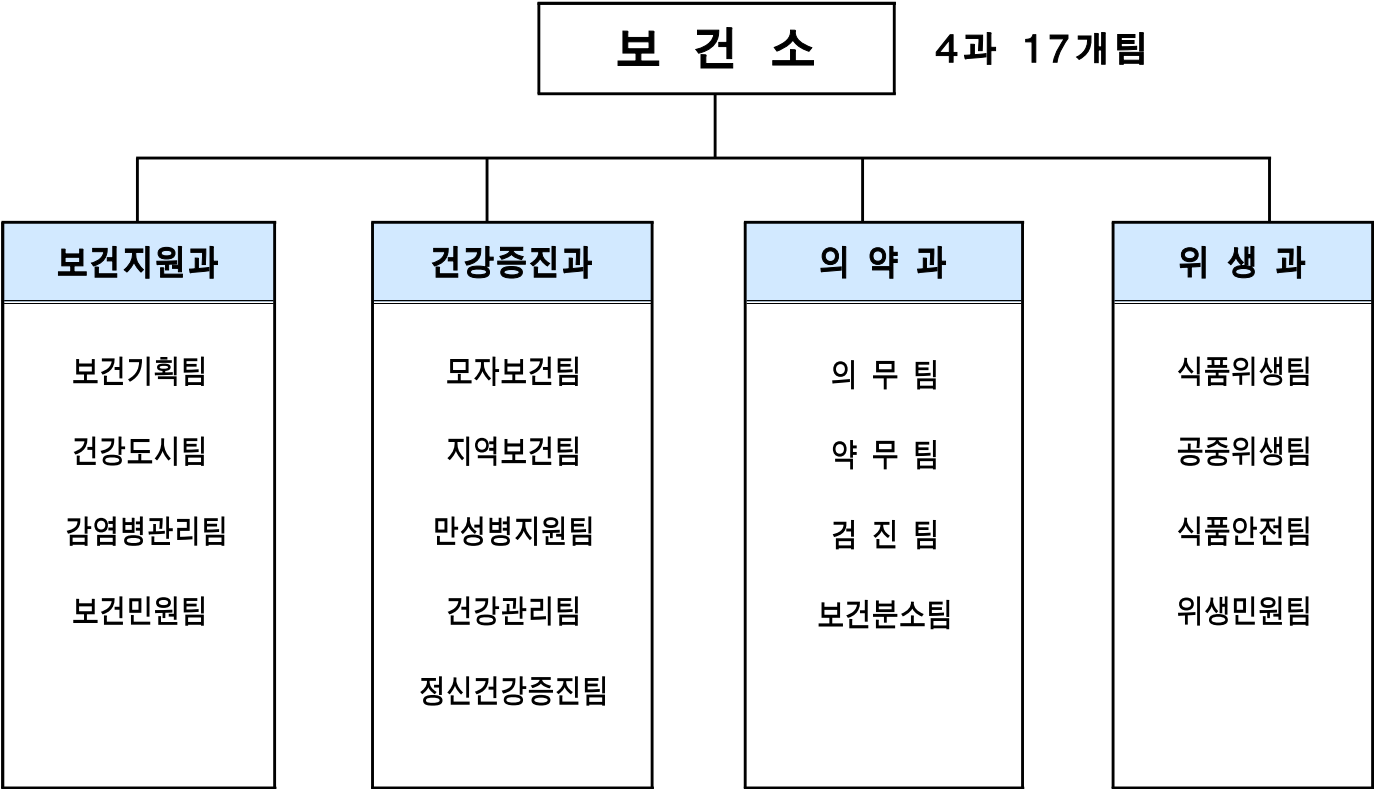 보 건 소
4과 17개팀
보건지원과
보건기획팀
건강도시팀
감염병관리팀
보건민원팀
건강증진과
모자보건팀
지역보건팀
만성병지원팀
건강관리팀
정신건강증진팀
의 약 과
의 무 팀
약 무 팀
검 진 팀
보건분소팀
위 생 과
식품위생팀
공중위생팀
식품안전팀
위생민원팀